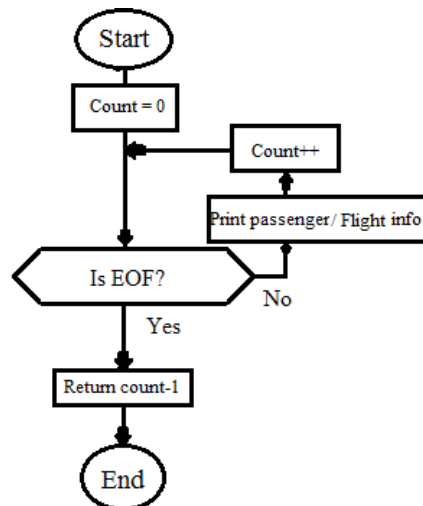 Start
Count = 0
Count++
Print passenger/ Flight info
Is EOF?
No
Yes
Return count-1
End